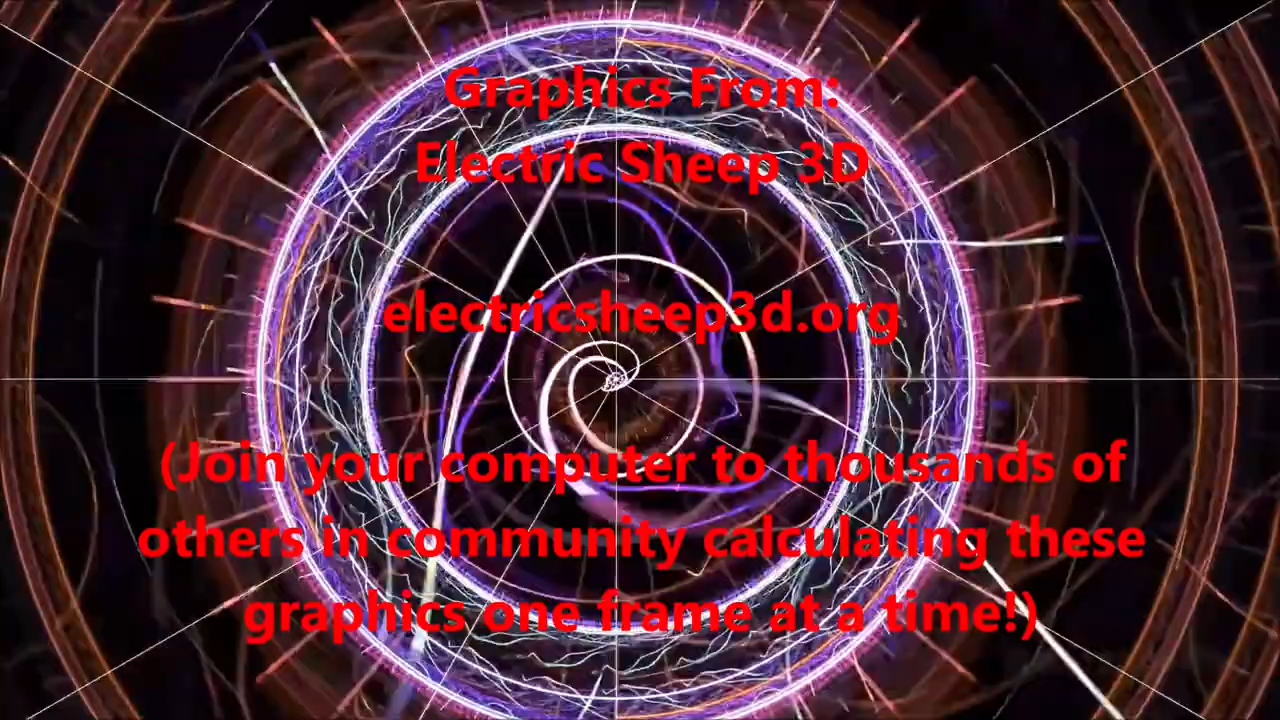 Graphics From:
Electric Sheep 3D
electricsheep3d.org
(Join your computer to thousands of
others in community calculating these
graphics one frame at a time!)